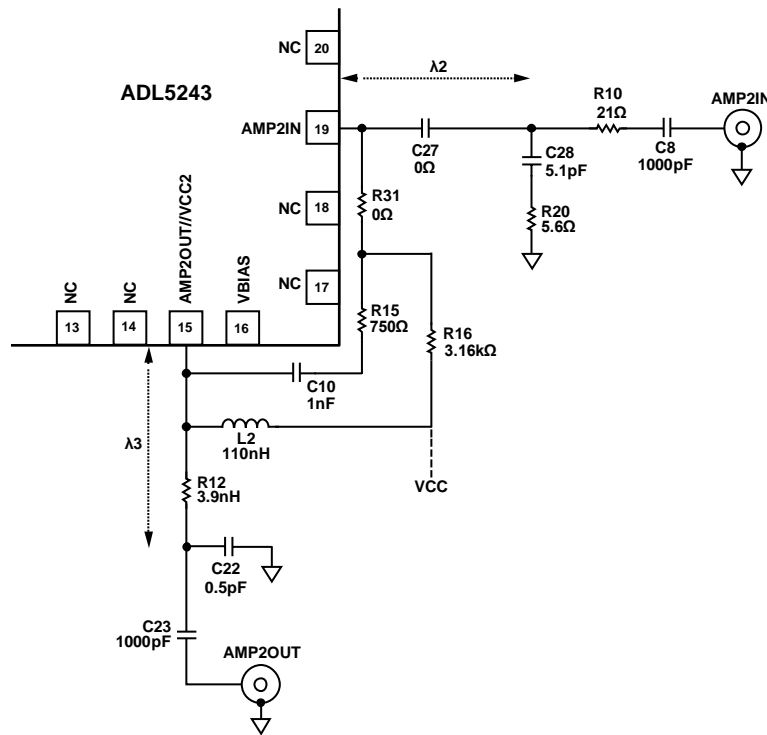 NC
20
λ2
ADL5243
R10
21Ω
AMP2IN
AMP2IN
19
C27
0Ω
C28
5.1pF
C8
1000pF
R31
0Ω
NC
18
R20
5.6Ω
NC
17
NC
NC
AMP2OUT//VCC2
VBIAS
13
14
15
16
R15
750Ω
R16
3.16kΩ
C10
1nF
λ3
L2
110nH
VCC
R12
3.9nH
C22
0.5pF
C23
1000pF
AMP2OUT